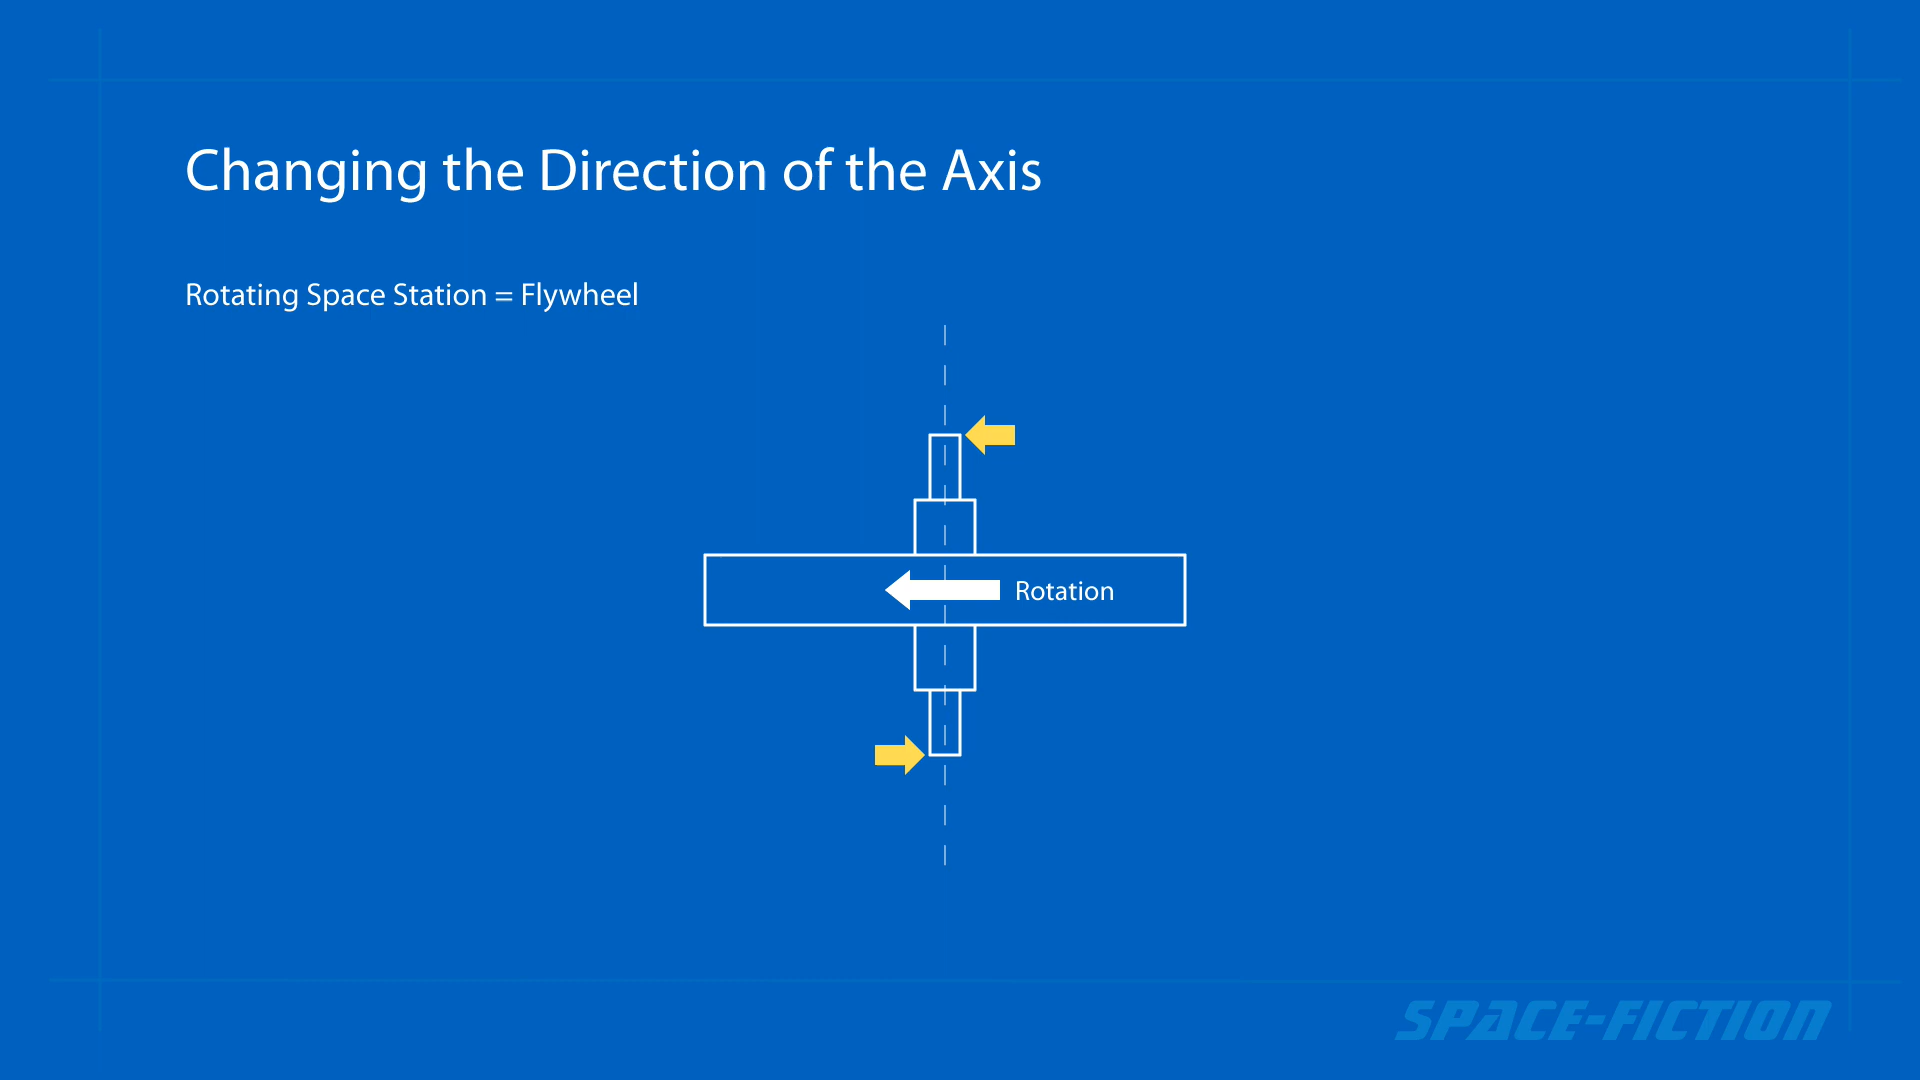 Changing the Direction of the Axis
Rotating Space Station = Flywheel
Rotation
SPACE-FICTION